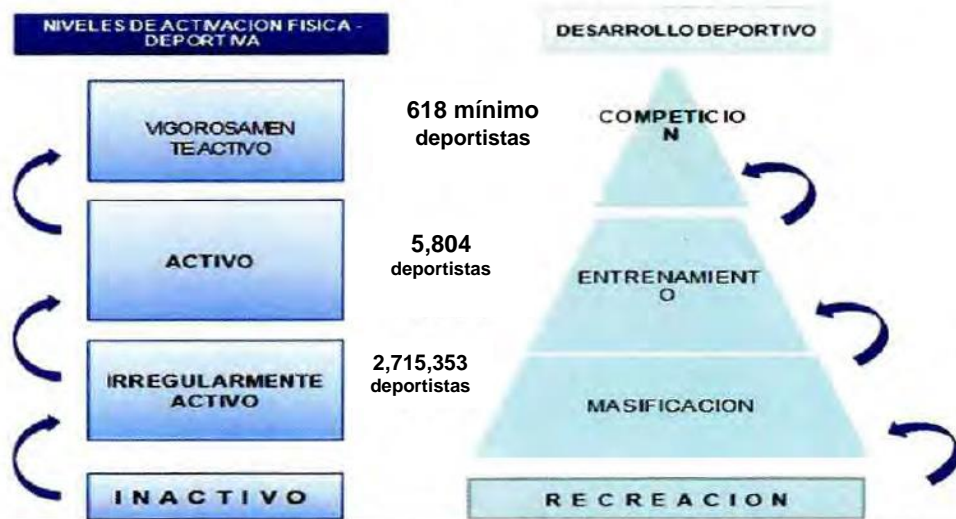 NIVELES DE ACTIVACION FISICA -
DEPORTIVA
VIGOROSAMEN
TE ACTIVO
ACTIVO
IRREGULARMENTE
ACTIVO
INACTIVO
618 mínimo
deportistas
5,804
deportistas
2,715,353
deportistas
DESARROLLO DEPORTIVO
COMPETICIO
N
ENTRENAMIENT
O
MASIFICACION
RECREACION